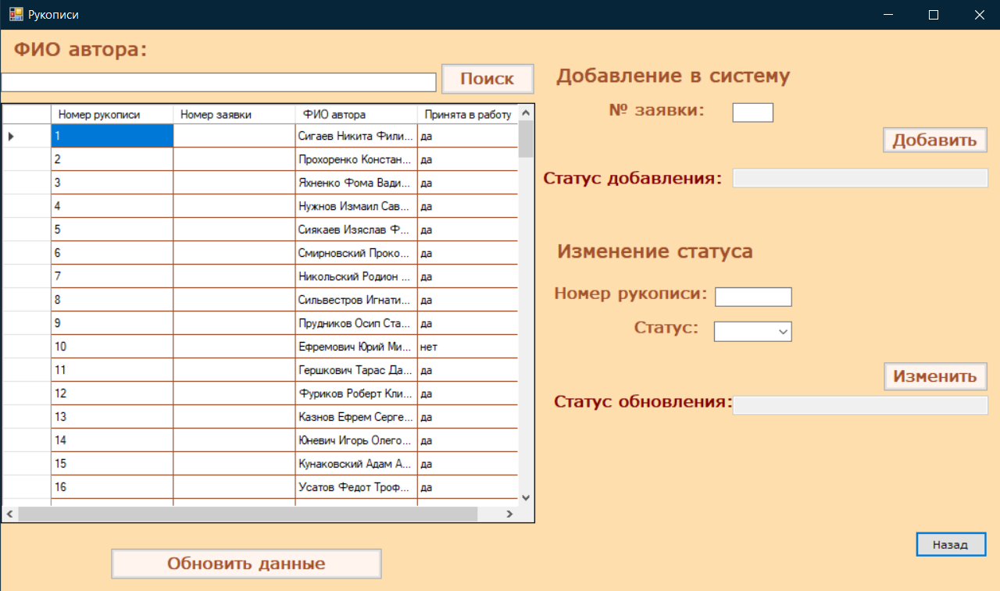 Рукописи
ФИО автора:
Поиск
Номер рукописи Номер заявки ФИО автора Принята в работу
1 Сигаев Никита Фили... да
2 Прохоренко Констан... да
3 Яхненко Фома Вади... да
4 Нужнов Измаил Сав... да
5 Сиякаев Изяслав Ф... да
6 Смирновский Проко... да
7 Никольский Родион ... да
8 Сильвестров Игнати... да
9 Прудников Осип Ста... да
10 Ефремович Юрий Ми... нет
11 Гершкович Тарас Да... да
12 Фуриков Роберт Кли... да
13 Казнов Ефрем Серге... да
14 Юневич Игорь Олего... да
15 Кунаковский Адам А... да
16 Усатов Федот Троф... да
Обновить данные
Добавление в систему
№ заявки:
Добавить
Статус добавления:
Изменение статуса
Номер рукописи:
Статус:
Изменить
Статус обновления:
Назад